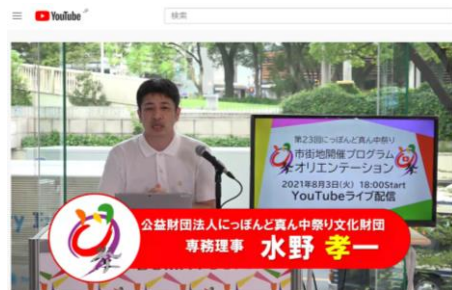 YouTube
検索
第23回にっぽんど真ん中祭り
市街地開催プログラム
オリエンテーション
2021年8月3日(火) 18:00Start
YouTubeライブ配信
公益財団法人にっぽんど真ん中祭り文化財団
専務理事 水野 孝一